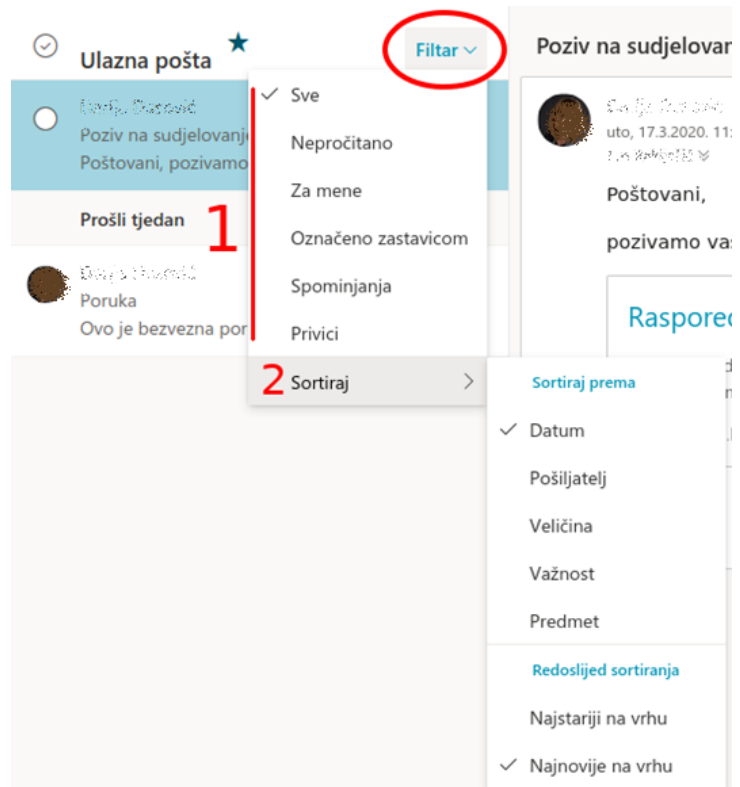 Ulazna pošta
Filtar
Poziv na sudjelovan
Poziv na sudjelovanje
Poštovani, pozivamo
Prošli tjedan
Poruka
Ovo je bezvezna por
1
Sve
Nepročitano
Za mene
Označeno zastavicom
Spominjanja
Privici
2
Sortiraj
Sortiraj prema
Datum
Pošiljatelj
Veličina
Važnost
Predmet
Redoslijed sortiranja
Najstariji na vrhu
Najnovije na vrhu
uto, 17.3.2020. 11:
Poštovani,
pozivamo vas
Raspored